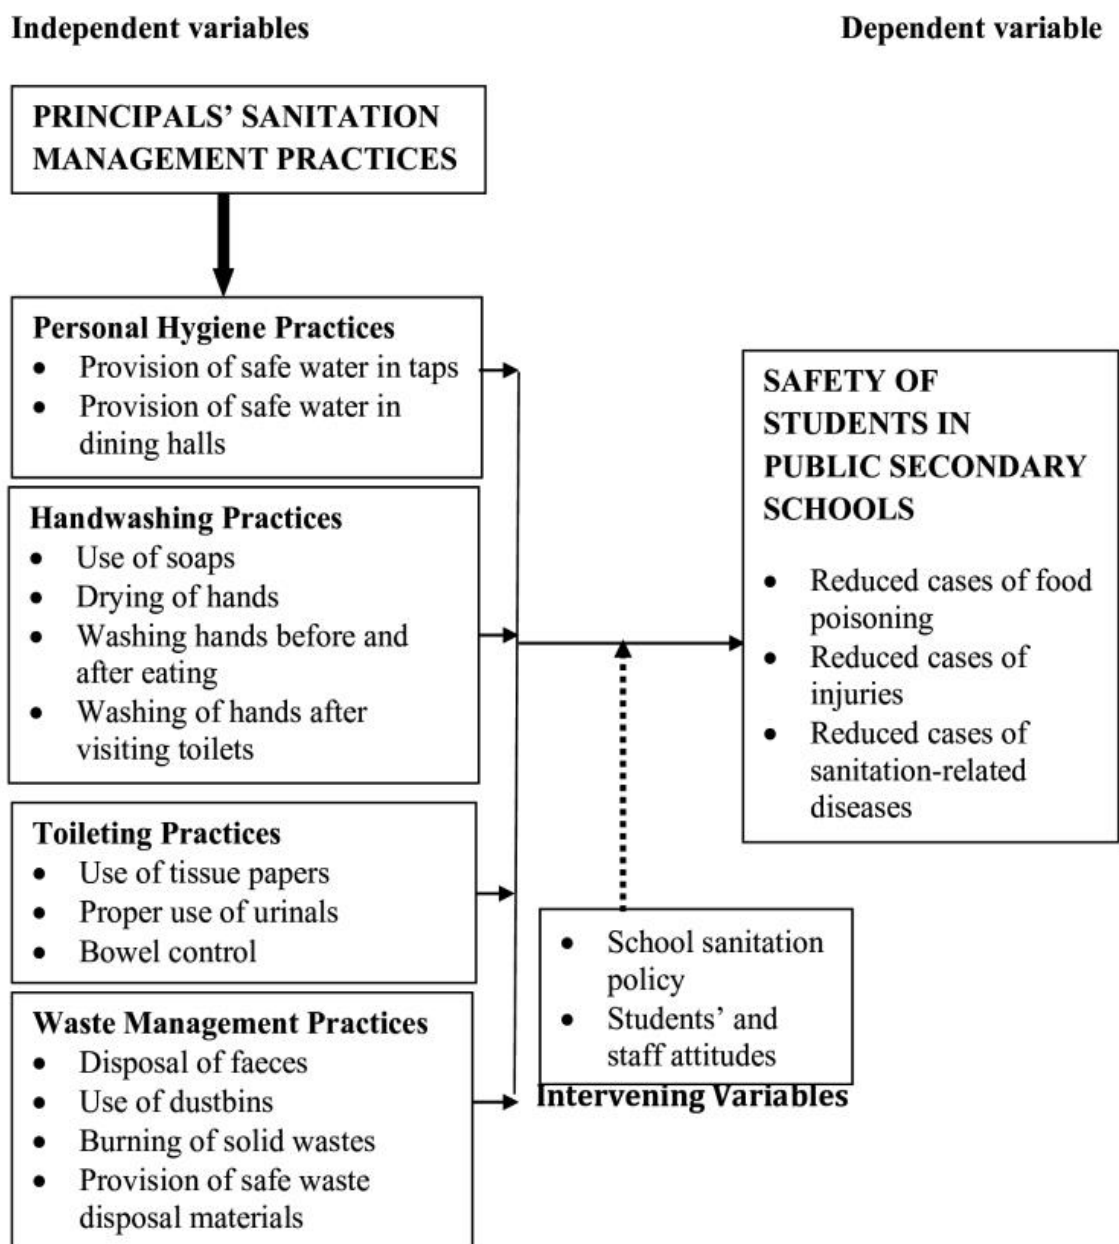 Independent variables
Dependent variable
PRINCIPALS’ SANITATION
MANAGEMENT PRACTICES
Personal Hygiene Practices
• Provision of safe water in taps
• Provision of safe water in
dining halls
Handwashing Practices
• Use of soaps
• Drying of hands
• Washing hands before and
after eating
• Washing of hands after
visiting toilets
Toileting Practices
• Use of tissue papers
• Proper use of urinals
• Bowel control
Waste Management Practices
• Disposal of faeces
• Use of dustbins
• Burning of solid wastes
• Provision of safe waste
disposal materials
• School sanitation
policy
• Students’ and
staff attitudes
Intervening Variables
SAFETY OF
STUDENTS IN
PUBLIC SECONDARY
SCHOOLS
• Reduced cases of food
poisoning
• Reduced cases of
injuries
• Reduced cases of
sanitation-related
diseases